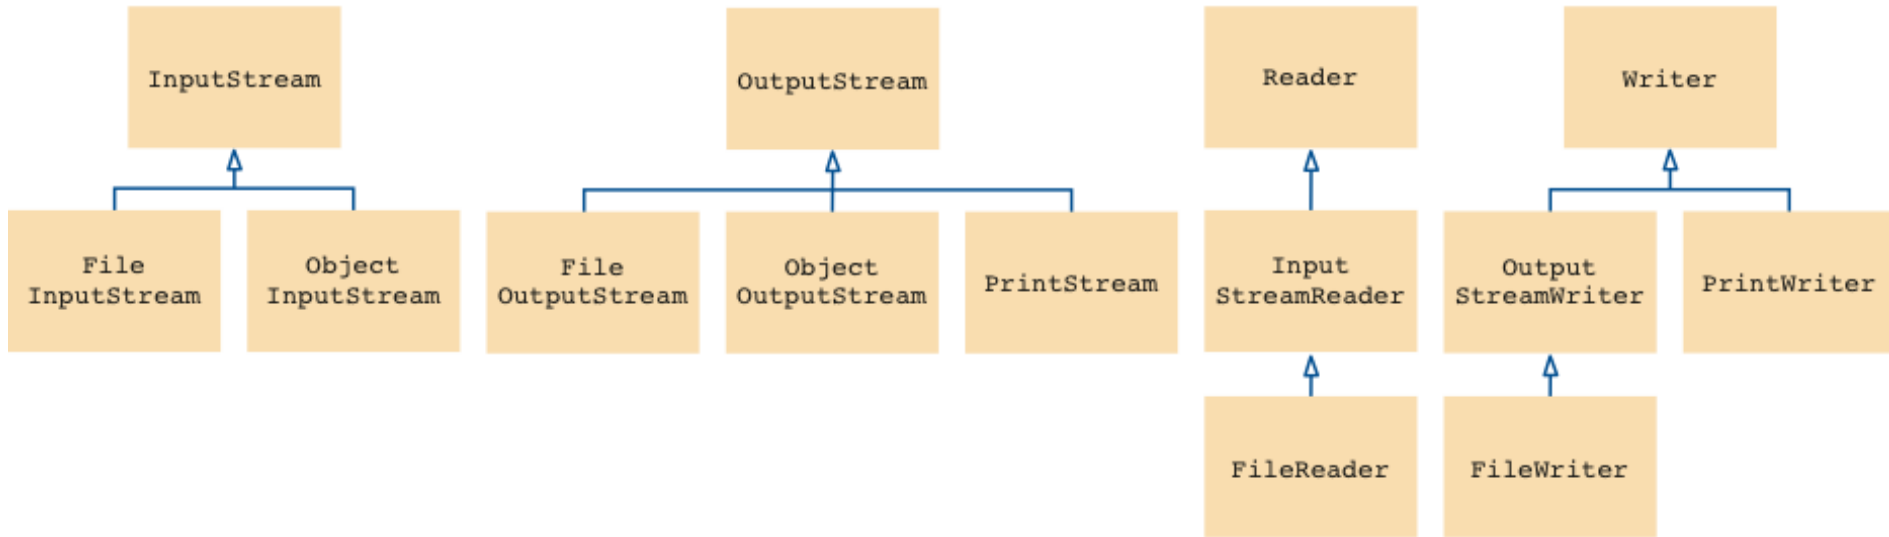 InputStream
OutputStream
Reader
Writer
File
InputStream
Object
InputStream
File
OutputStream
Object
OutputStream
PrintStream
Input
StreamReader
Output
StreamWriter
PrintWriter
FileReader
FileWriter